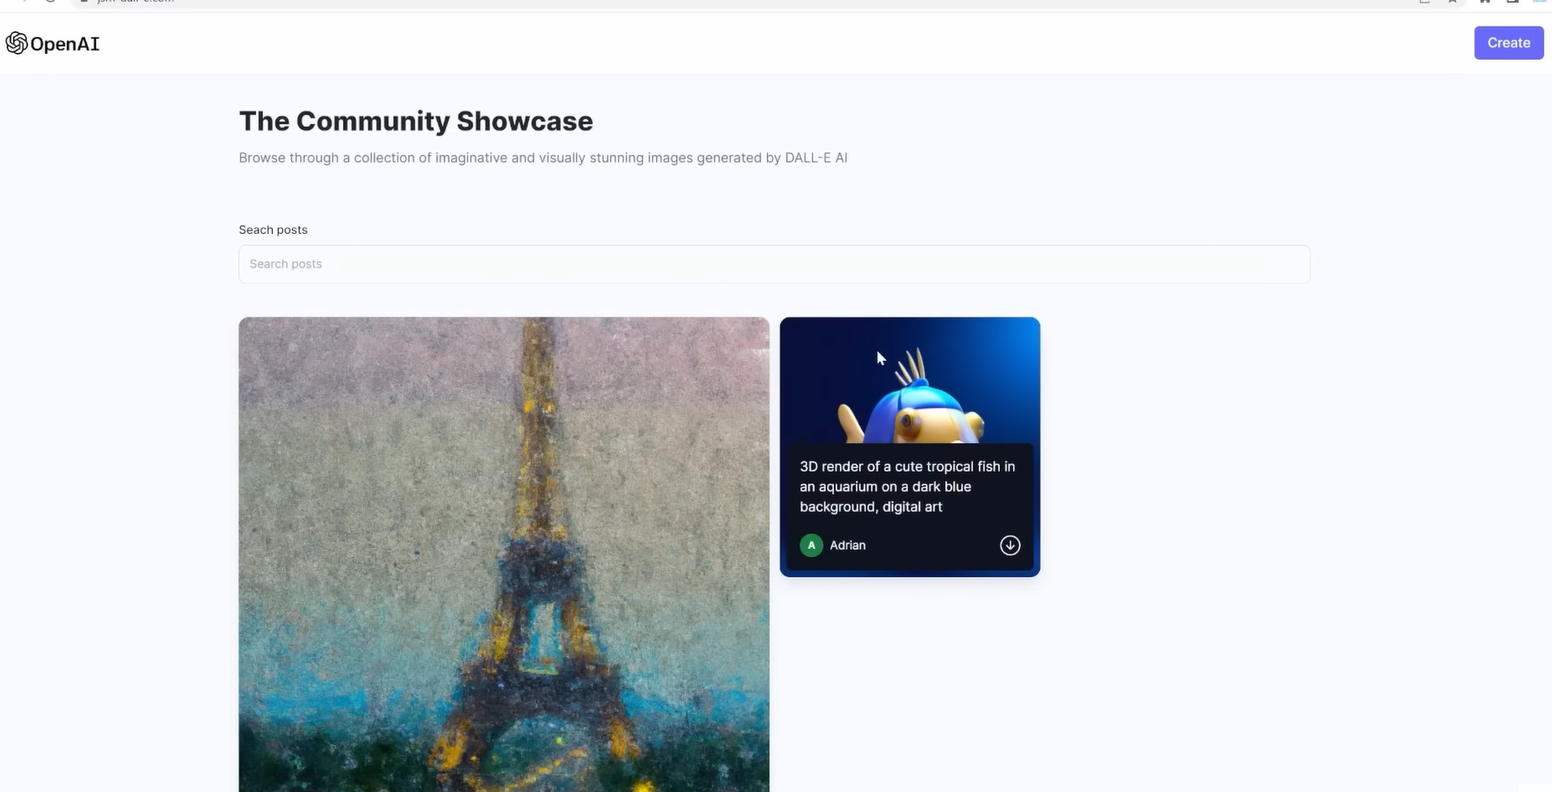 OpenAI
Create
The Community Showcase
Browse through a collection of imaginative and visually stunning images generated by DALL-E AI
Seach posts
Search posts
3D render of a cute tropical fish in
an aquarium on a dark blue
background, digital art
A Adrian